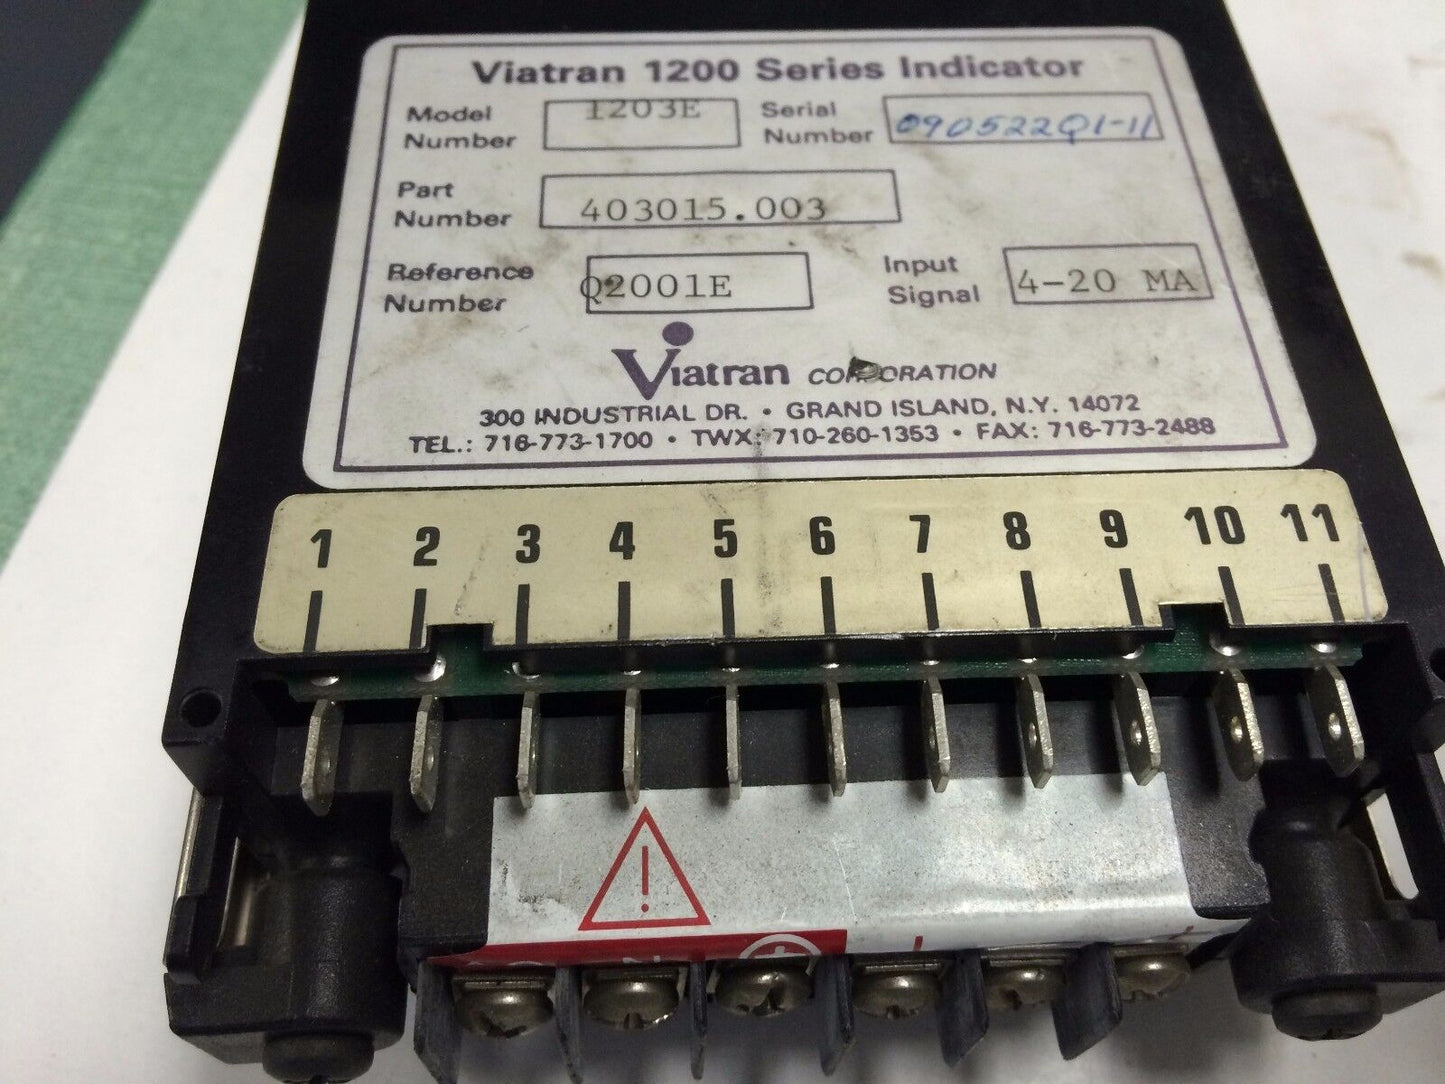 Viatran 1200 Series Indicator
Model Number 1203E Serial Number 090522Q1-11
Part Number 403015.003
Reference Number Q2001E Input Signal 4-20 MA
Viatran CORPORATION
300 INDUSTRIAL DR. • GRAND ISLAND, N.Y. 14072
TEL.: 716-773-1700 • TWX: 710-260-1353 • FAX: 716-773-2488
1 2 3 4 5 6 7 8 9 10 11
!